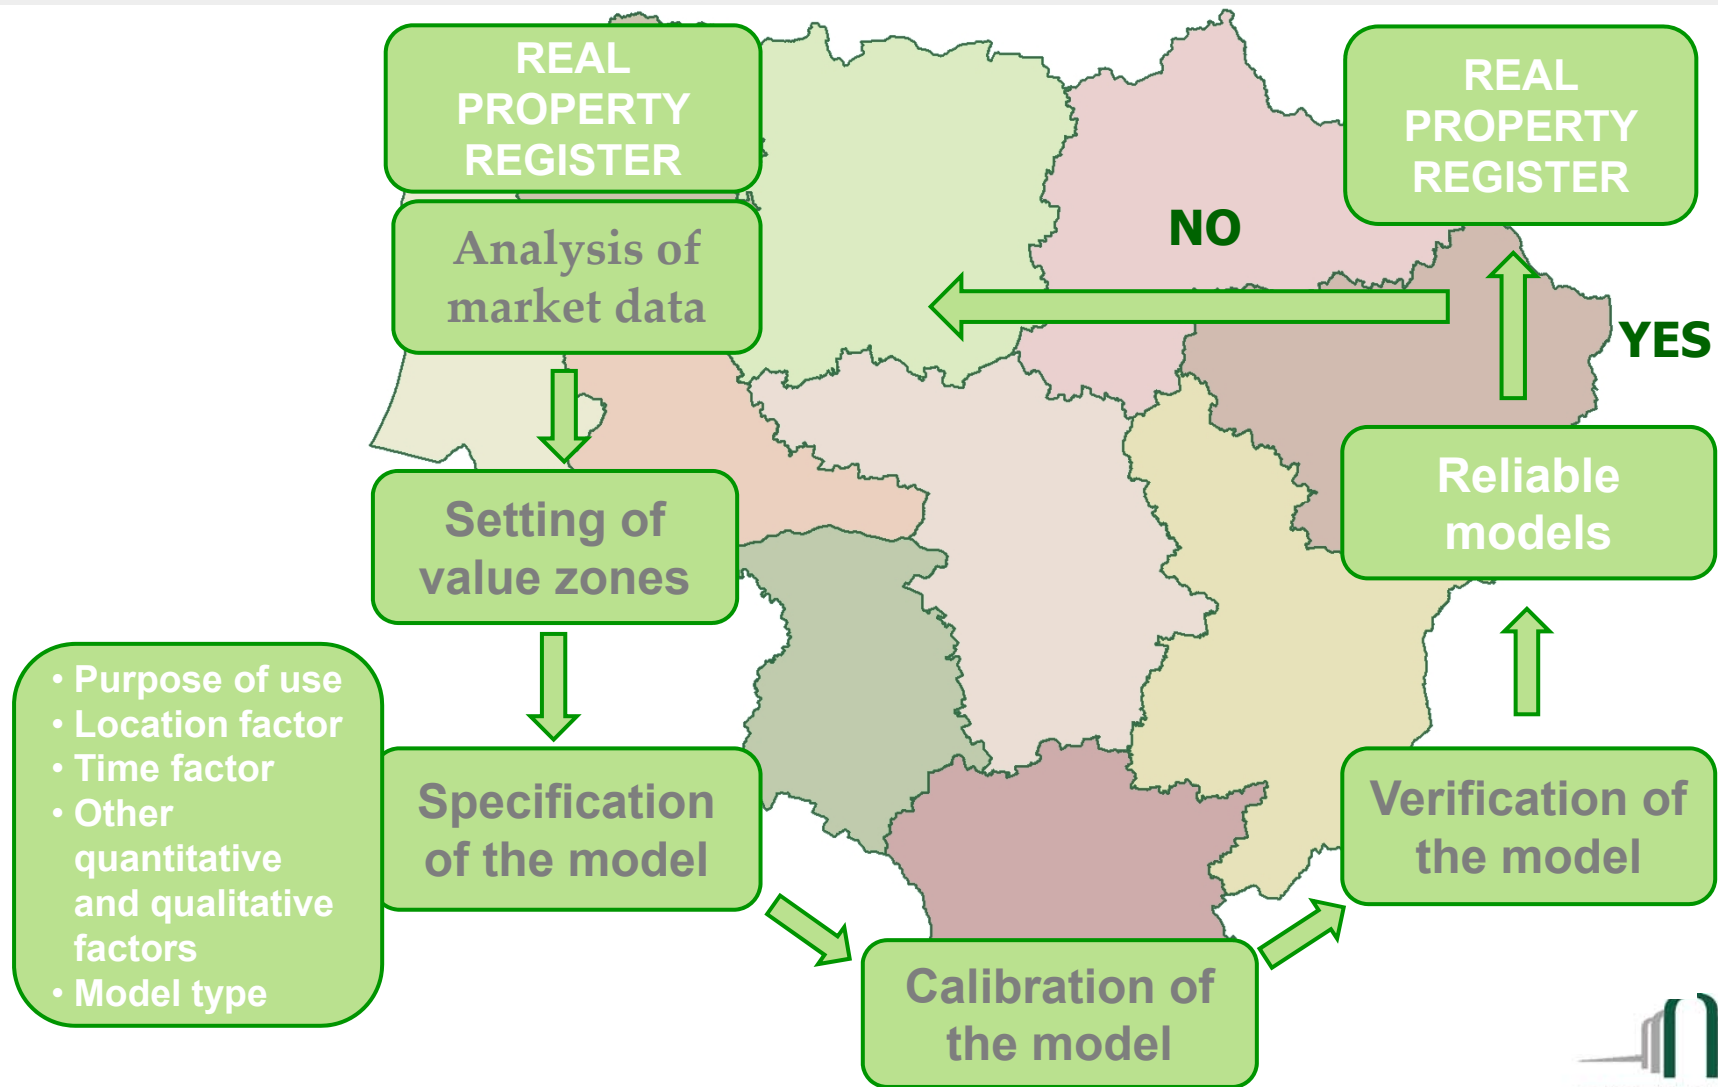 REAL
PROPERTY
REGISTER
Analysis of
market data
Setting of
value zones
• Purpose of use
• Location factor
• Time factor
• Other
quantitative
and qualitative
factors
• Model type
Specification
of the model
Calibration of
the model
Verification of
the model
Reliable
models
YES
NO
REAL
PROPERTY
REGISTER